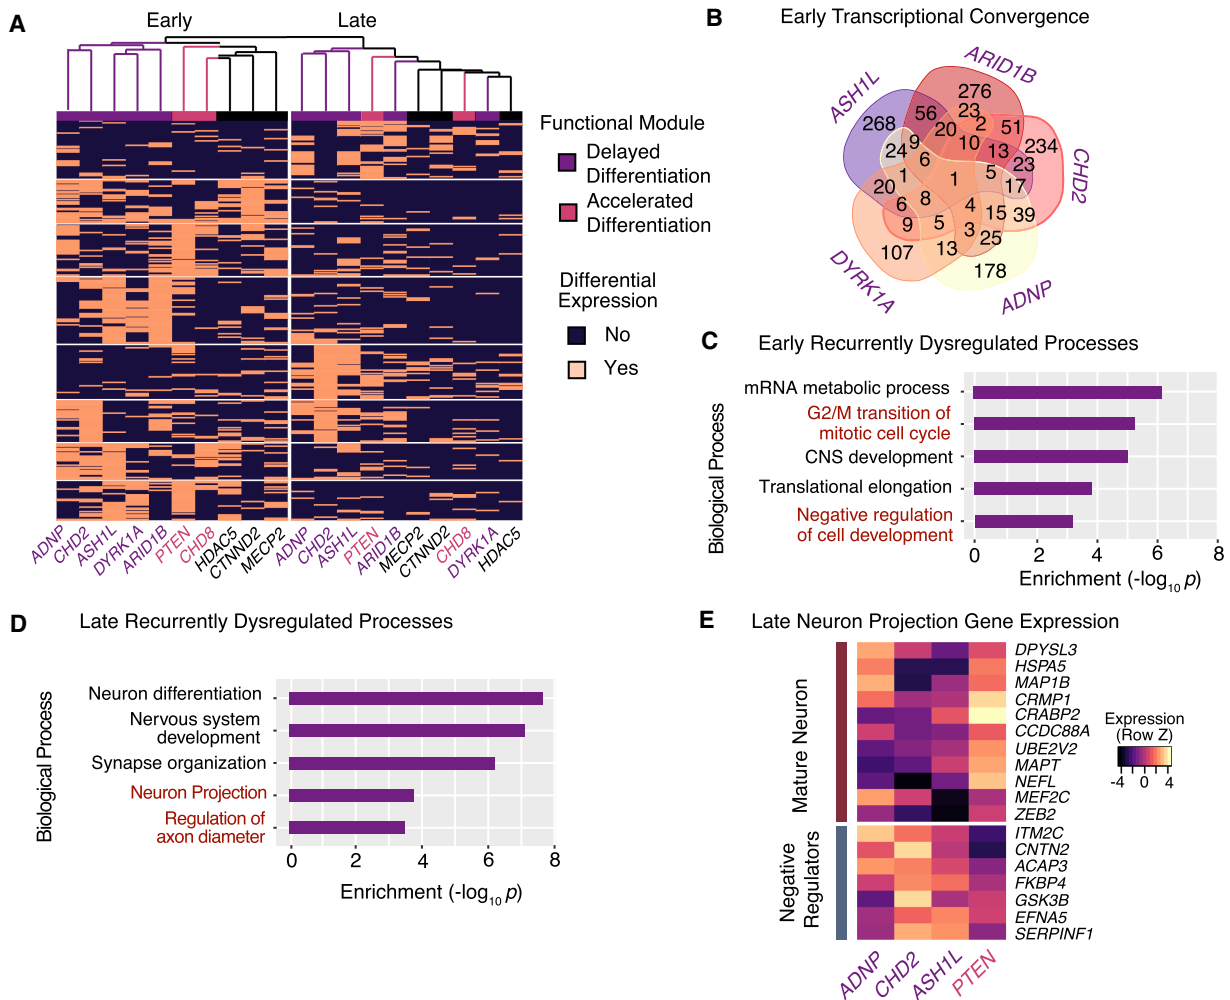 A
Early
Late
Functional Module
Delayed
Differentiation
Accelerated
Differentiation
Differential
Expression
No
Yes
ADNP
CHD2
ASH1L
DYRK1A
ARID1B
PTEN
CHD8
HDAC5
CTNND2
MECP2
ADNP
CHD2
ASH1L
PTEN
ARID1B
MECP2
CTNND2
CHD8
DYRK1A
HDAC5
B
Early Transcriptional Convergence
ASH1L
ARID1B
CHD2
ADNP
DYRK1A
276
23
2
56
20
10
51
268
9
13
234
24
6
23
1
1
5
17
20
8
4
6
15
39
9
5
3
25
107
13
178
C
Early Recurrently Dysregulated Processes
Biological Process
mRNA metabolic process
G2/M transition of
mitotic cell cycle
CNS development
Translational elongation
Negative regulation
of cell development
0 2 4 6 8
Enrichment (-log10 p)
D
Late Recurrently Dysregulated Processes
Biological Process
Neuron differentiation
Nervous system
development
Synapse organization
Neuron Projection
Regulation of
axon diameter
0 2 4 6 8
Enrichment (-log10 p)
E
Late Neuron Projection Gene Expression
Mature Neuron
DPYSL3
HSPA5
MAP1B
CRMP1
CRABP2
CCDC88A
UBE2V2
MAPT
NEFL
MEF2C
ZEB2
Negative
Regulators
ITM2C
CNTN2
ACAP3
FKBP4
GSK3B
EFNA5
SERPINF1
ADNP
CHD2
ASH1L
PTEN
Expression
(Row Z)
-4 0 4